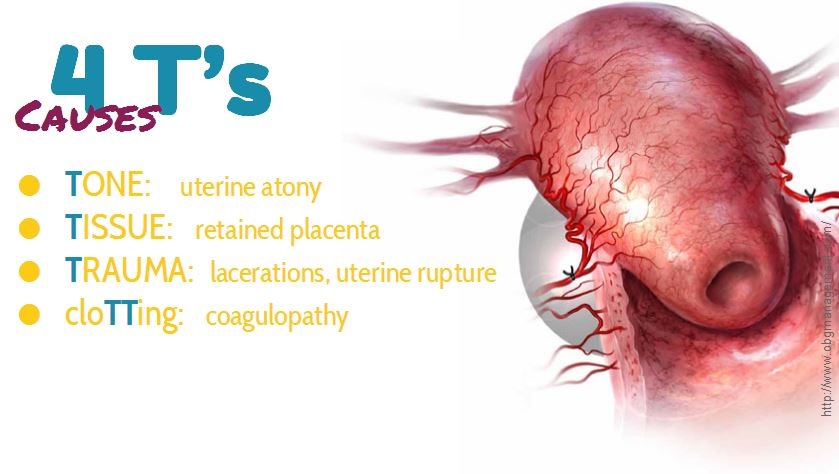 4 T's
CAUSES
TONE: uterine atony
TISSUE: retained placenta
TRAUMA: lacerations, uterine rupture
cloTTing: coagulopathy